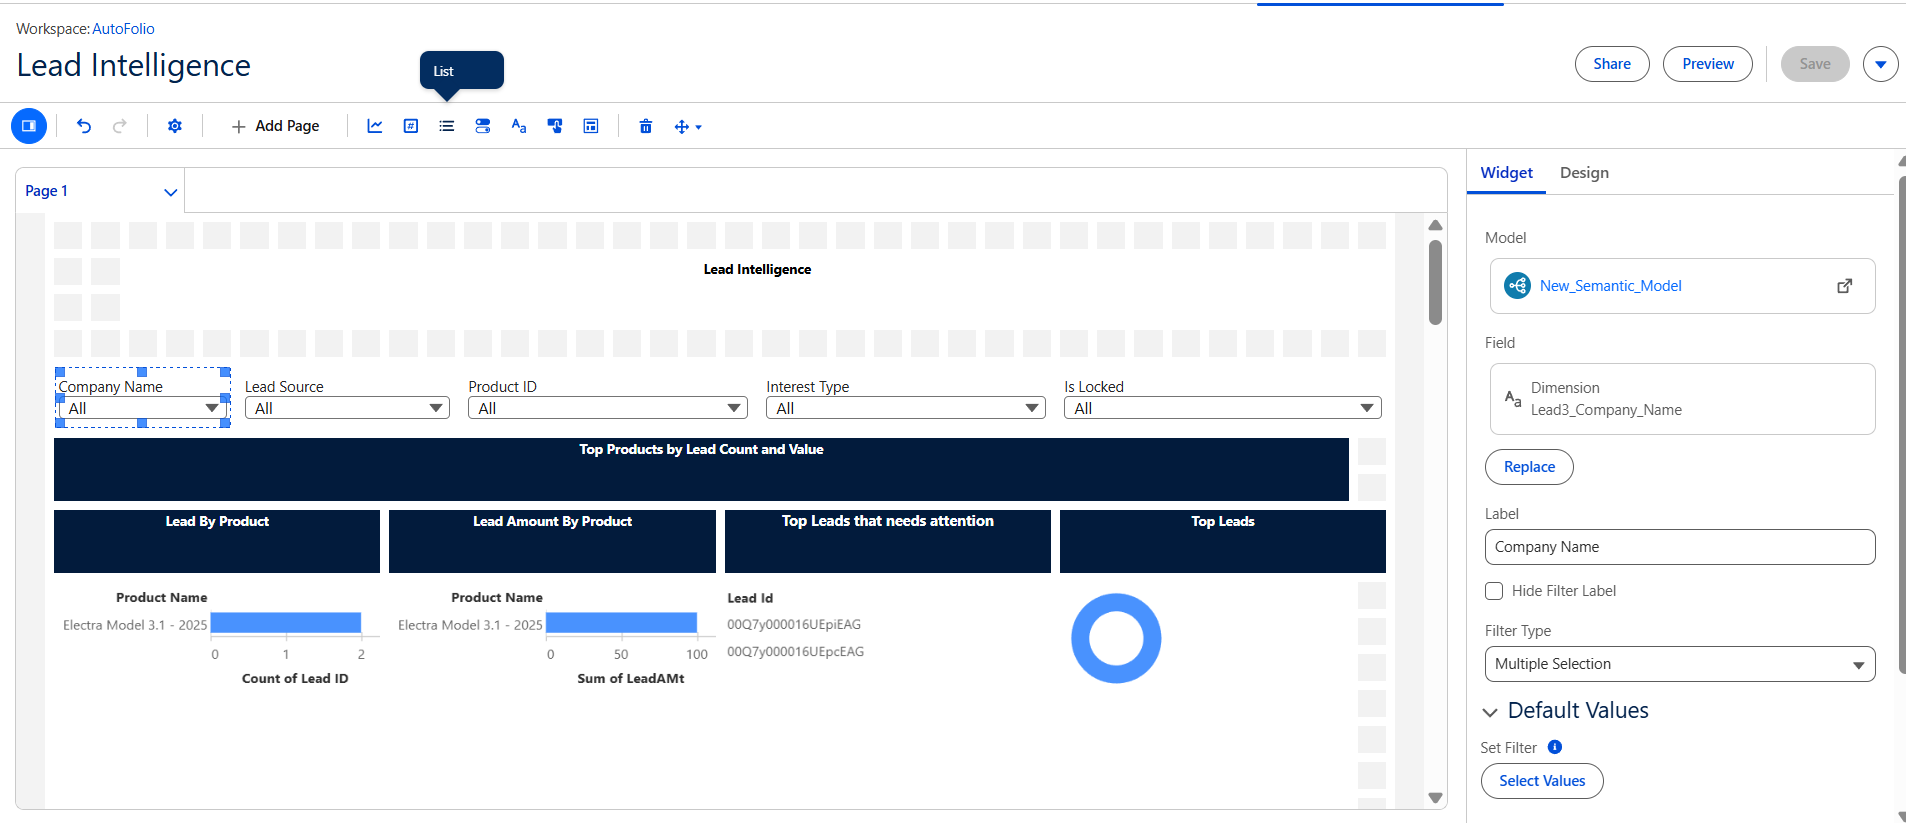 Workspace: AutoFolio
Lead Intelligence
List
Share
Preview
Save
Add Page
Page 1
Lead Intelligence
Company Name
All
Lead Source
All
Product ID
All
Interest Type
All
Is Locked
All
Top Products by Lead Count and Value
Lead By Product
Lead Amount By Product
Top Leads that needs attention
Top Leads
Product Name
Electra Model 3.1 - 2025
0 1 2
Count of Lead ID
Product Name
Electra Model 3.1 - 2025
0 50 100
Sum of LeadAMt
Lead Id
00Q7y000016UEpiEAG
00Q7y000016UEpcEAG
Widget
Design
Model
New_Semantic_Model
Field
Aa
Dimension
Lead3_Company_Name
Replace
Label
Company Name
Hide Filter Label
Filter Type
Multiple Selection
Default Values
Set Filter
Select Values